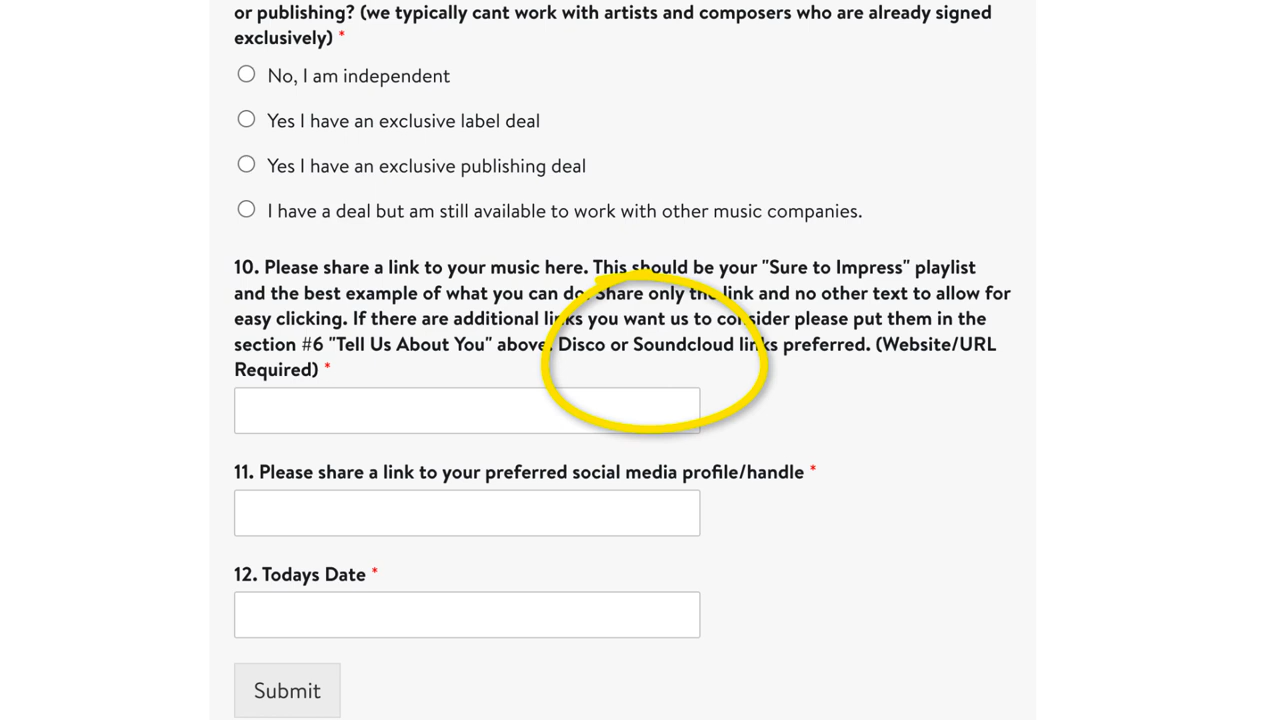 or publishing? (we typically cant work with artists and composers who are already signed
exclusively) *
No, I am independent
Yes I have an exclusive label deal
Yes I have an exclusive publishing deal
I have a deal but am still available to work with other music companies.
10. Please share a link to your music here. This should be your "Sure to Impress" playlist
and the best example of what you can do. Share only the link and no other text to allow for
easy clicking. If there are additional links you want us to consider please put them in the
section #6 "Tell Us About You" above. Disco or Soundcloud links preferred. (Website/URL
Required) *
11. Please share a link to your preferred social media profile/handle *
12. Todays Date *
Submit